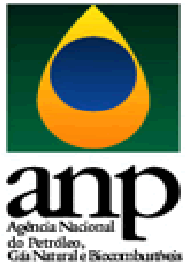 anp
Agência Nacional
do Petróleo,
Gás Natural e Biocombustíveis